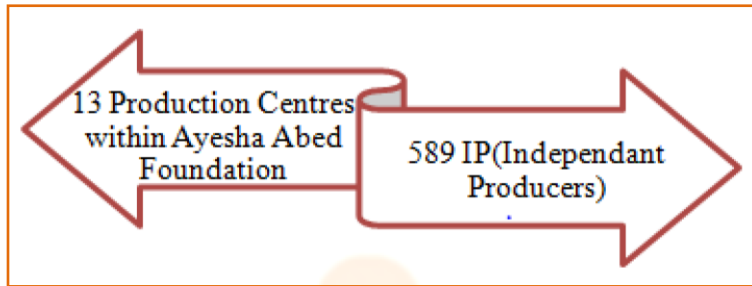 13 Production Centres
within Ayesha Abed
Foundation
589 IP(Independant
Producers)